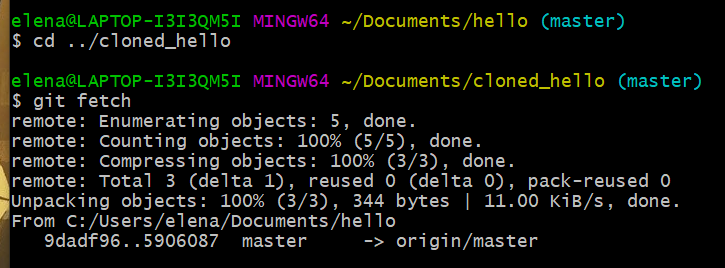 elena@LAPTOP-I3I3QM5I MINGW64 ~/Documents/hello (master)
$ cd ../cloned_hello
elena@LAPTOP-I3I3QM5I MINGW64 ~/Documents/cloned_hello (master)
$ git fetch
remote: Enumerating objects: 5, done.
remote: Counting objects: 100% (5/5), done.
remote: Compressing objects: 100% (3/3), done.
remote: Total 3 (delta 1), reused 0 (delta 0), pack-reused 0
Unpacking objects: 100% (3/3), 344 bytes | 11.00 KiB/s, done.
From C:/Users/elena/Documents/hello
   9dadf96..5906087  master     -> origin/master